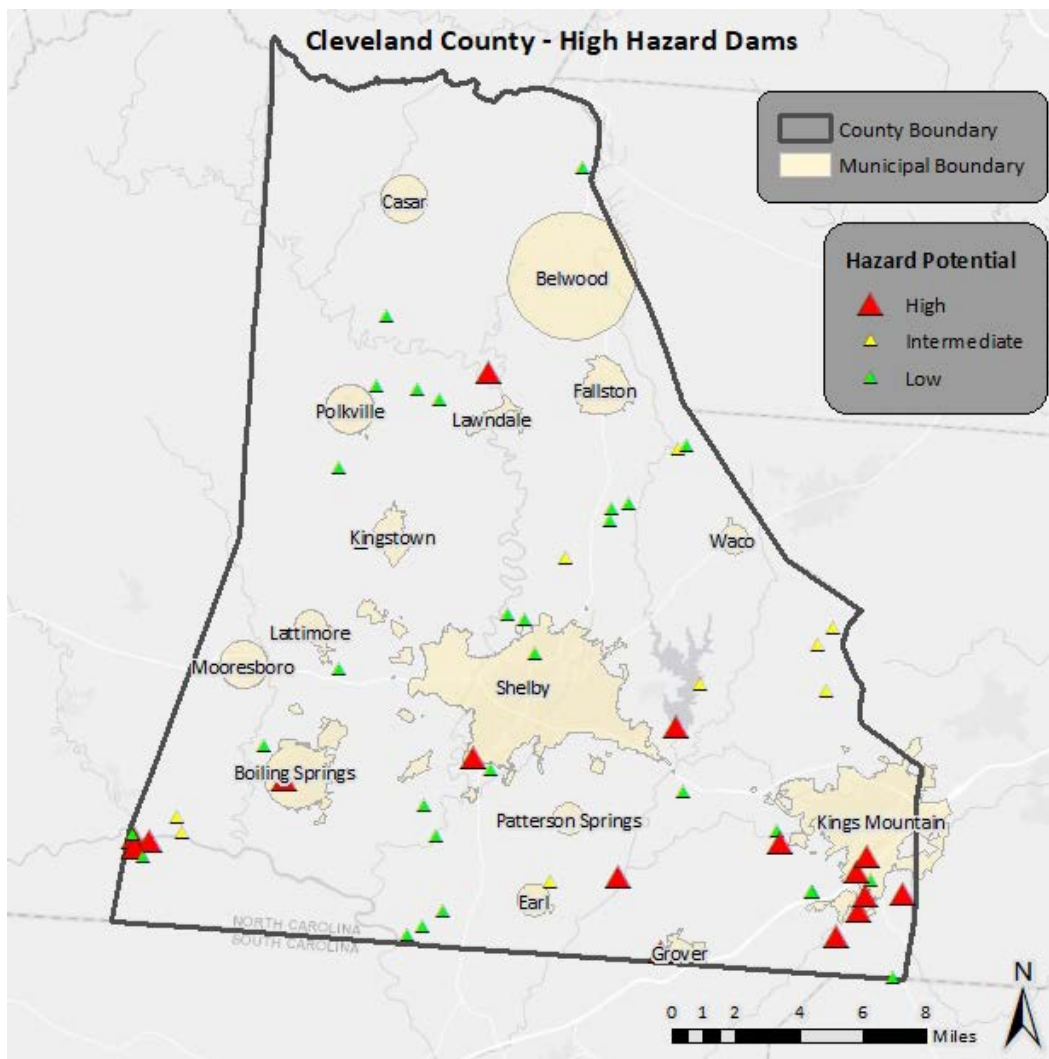 Cleveland County - High Hazard Dams
County Boundary
Municipal Boundary
Hazard Potential
High
Intermediate
Low
Casar
Belwood
Fallston
Polkville
Lawndale
Kingstown
Waco
Lattimore
Mooresboro
Shelby
Boiling Springs
Patterson Springs
Kings Mountain
Earl
NORTH CAROLINA
SOUTH CAROLINA
Grover
N
0 1 2 4 6 8
Miles